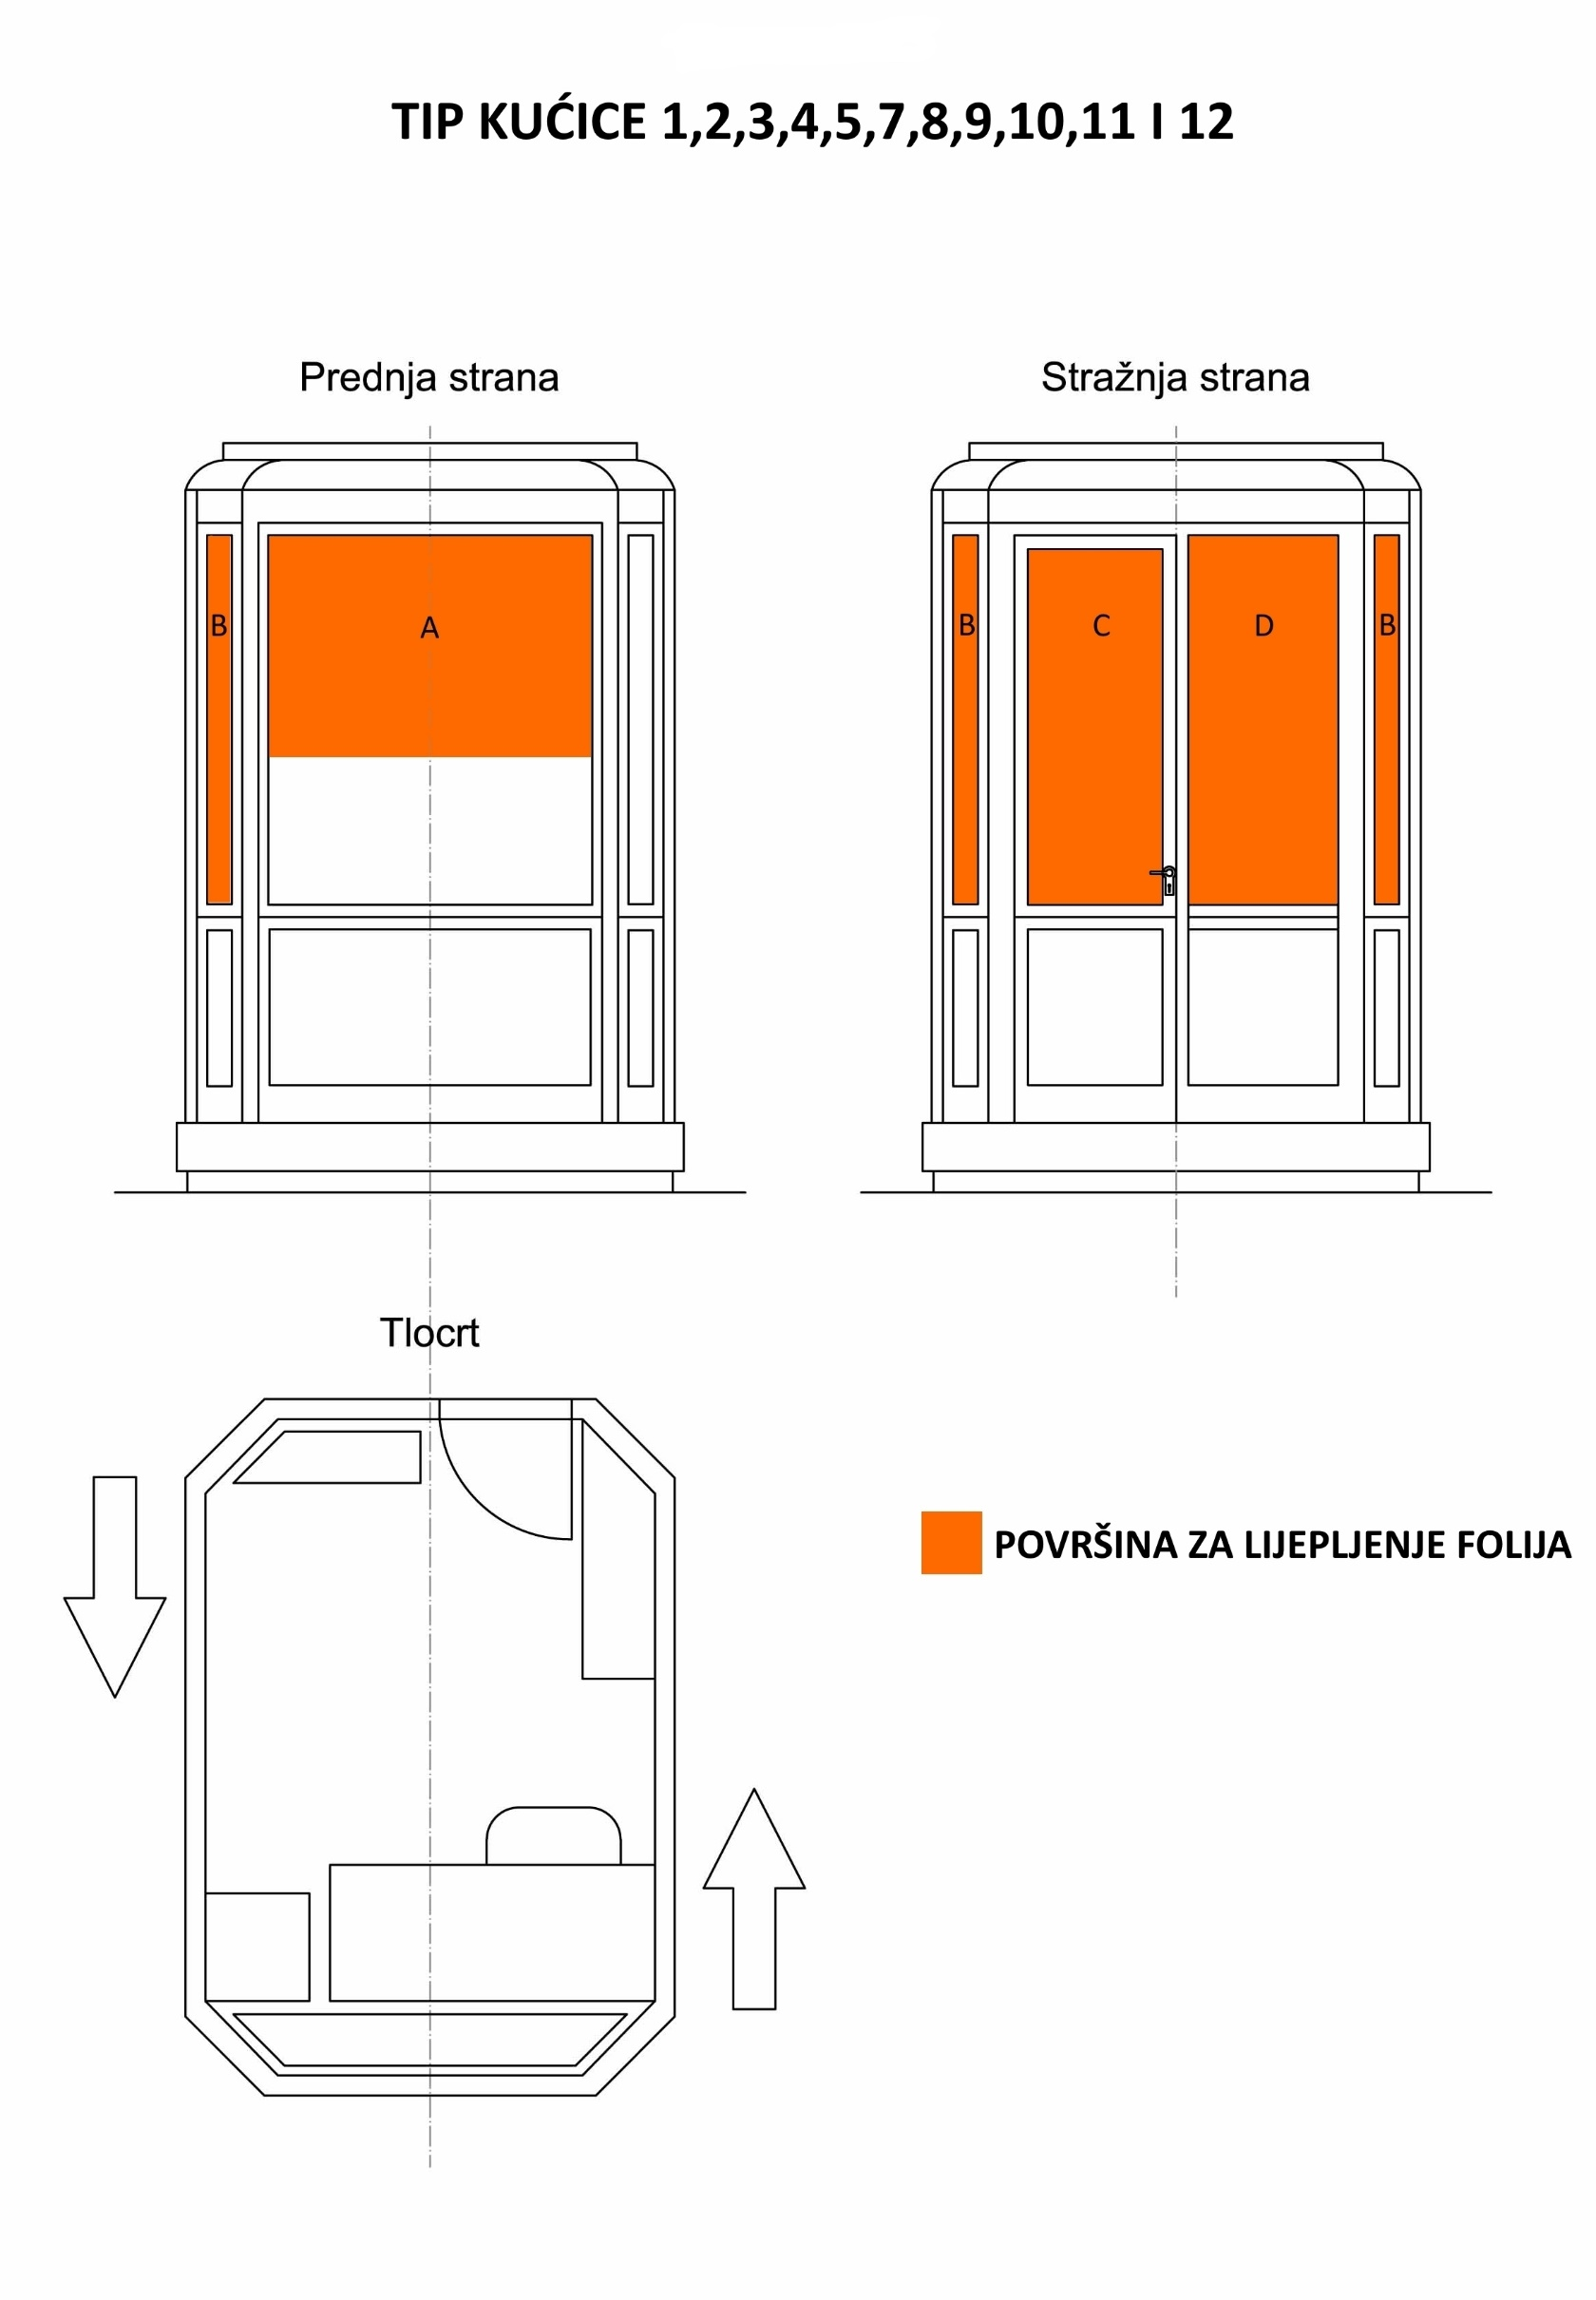 TIP KUĆICE 1,2,3,4,5,7,8,9,10,11 I 12
Prednja strana
Stražnja strana
B
A
B
C
D
B
Tlocrt
POVRŠINA ZA LIJEPLJENJE FOLIJA